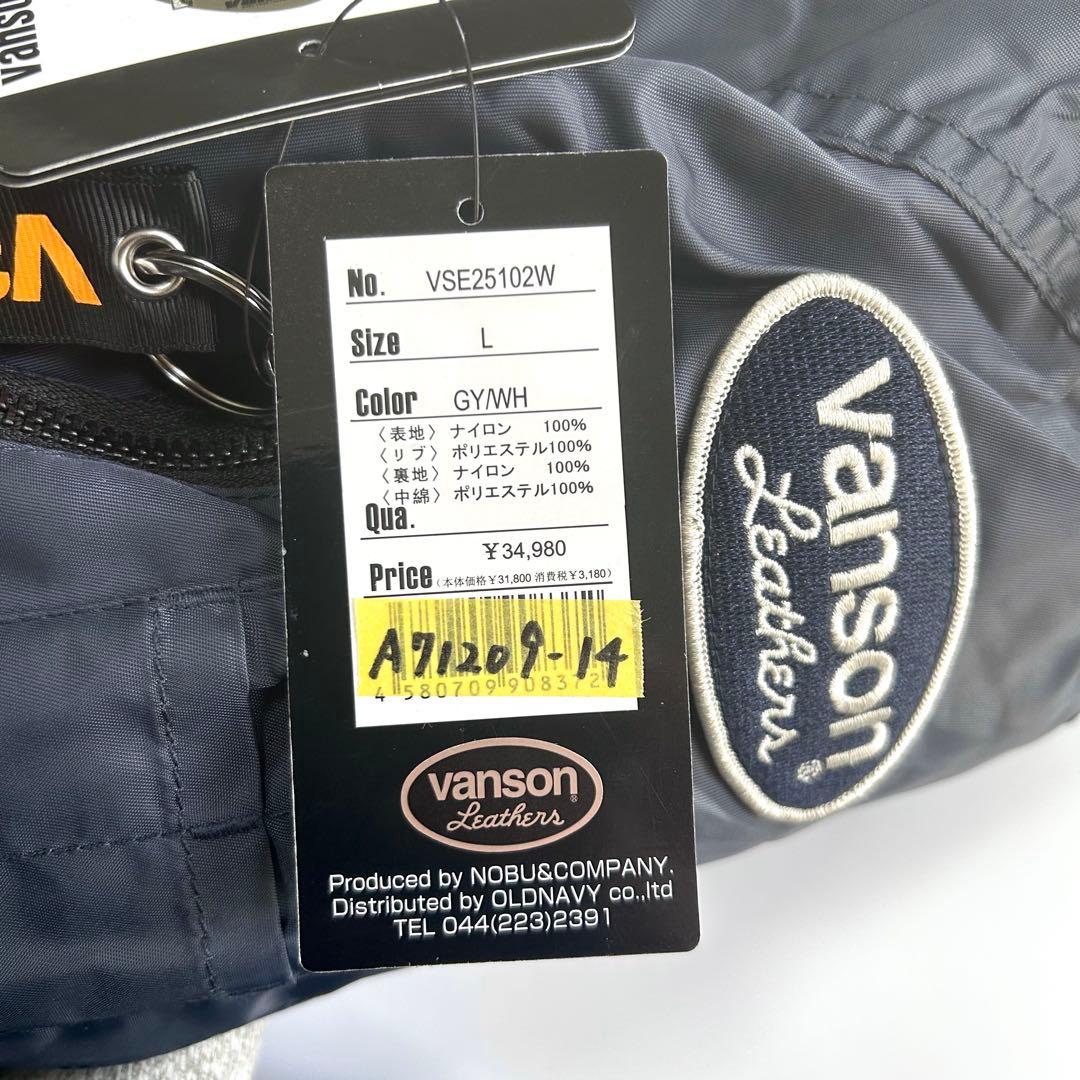 vanson
No. VSE25102W
Size L
Color GY/WH
〈表地〉 ナイロン 100%
〈リブ〉 ポリエステル100%
〈裏地〉 ナイロン 100%
〈中綿〉 ポリエステル100%
Qua.
￥34,980
Price (本体価格￥31,800 消費税￥3,180)
A71209-14
4 580709 908372
vanson®
Leathers
Produced by NOBU&COMPANY.
Distributed by OLDNAVY co.,ltd
TEL 044(223)2391
vanson
Leathers®